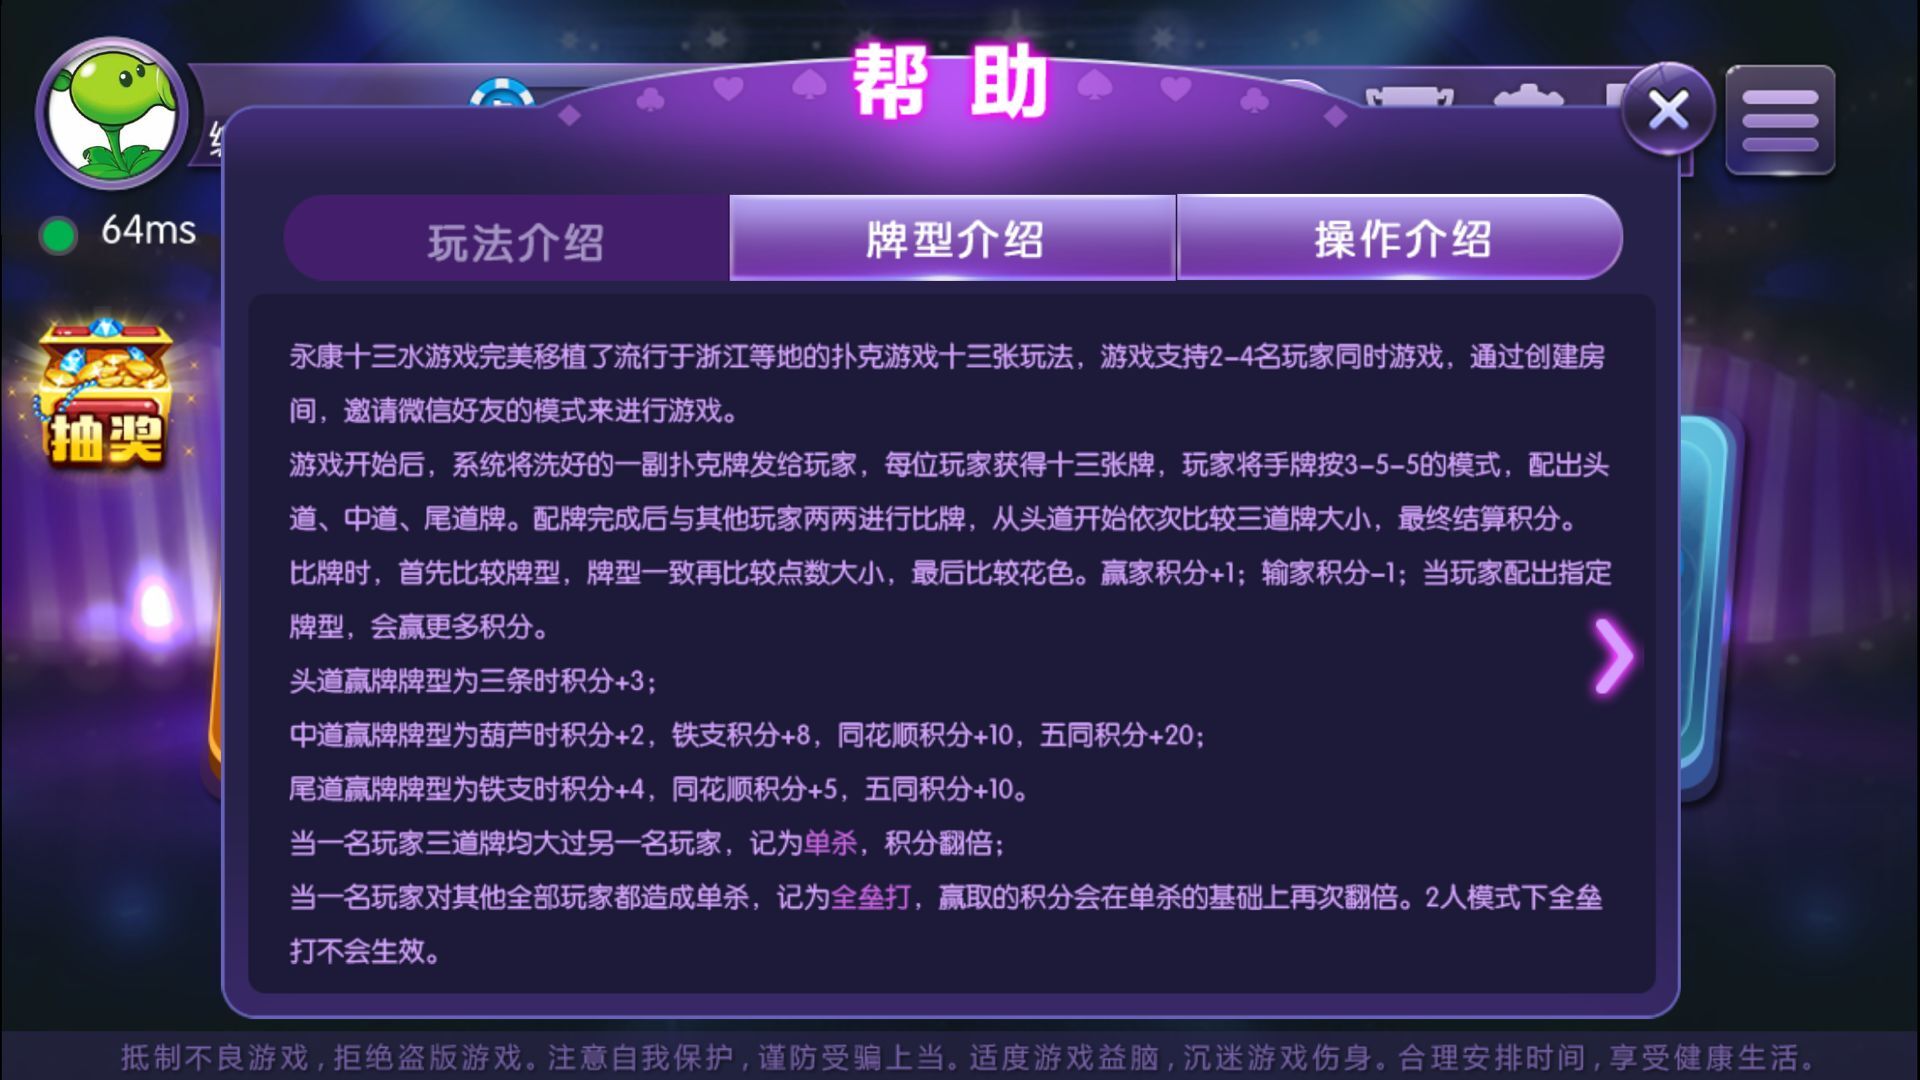 帮助
64ms
玩法介绍
牌型介绍
操作介绍
抽奖
永康十三水游戏完美移植了流行于浙江等地的扑克游戏十三张玩法，游戏支持2-4名玩家同时游戏，通过创建房
间，邀请微信好友的模式来进行游戏。
游戏开始后，系统将洗好的一副扑克牌发给玩家，每位玩家获得十三张牌，玩家将手牌按3-5-5的模式，配出头
道、中道、尾道牌。配牌完成后与其他玩家两两进行比牌，从头道开始依次比较三道牌大小，最终结算积分。
比牌时，首先比较牌型，牌型一致再比较点数大小，最后比较花色。赢家积分+1；输家积分-1；当玩家配出指定
牌型，会赢更多积分。
头道赢牌牌型为三条时积分+3；
中道赢牌牌型为葫芦时积分+2，铁支积分+8，同花顺积分+10，五同积分+20；
尾道赢牌牌型为铁支时积分+4，同花顺积分+5，五同积分+10。
当一名玩家三道牌均大过另一名玩家，记为单杀，积分翻倍；
当一名玩家对其他全部玩家都造成单杀，记为全垒打，赢取的积分会在单杀的基础上再次翻倍。2人模式下全垒
打不会生效。
抵制不良游戏,拒绝盗版游戏。注意自我保护,谨防受骗上当。适度游戏益脑,沉迷游戏伤身。合理安排时间,享受健康生活。